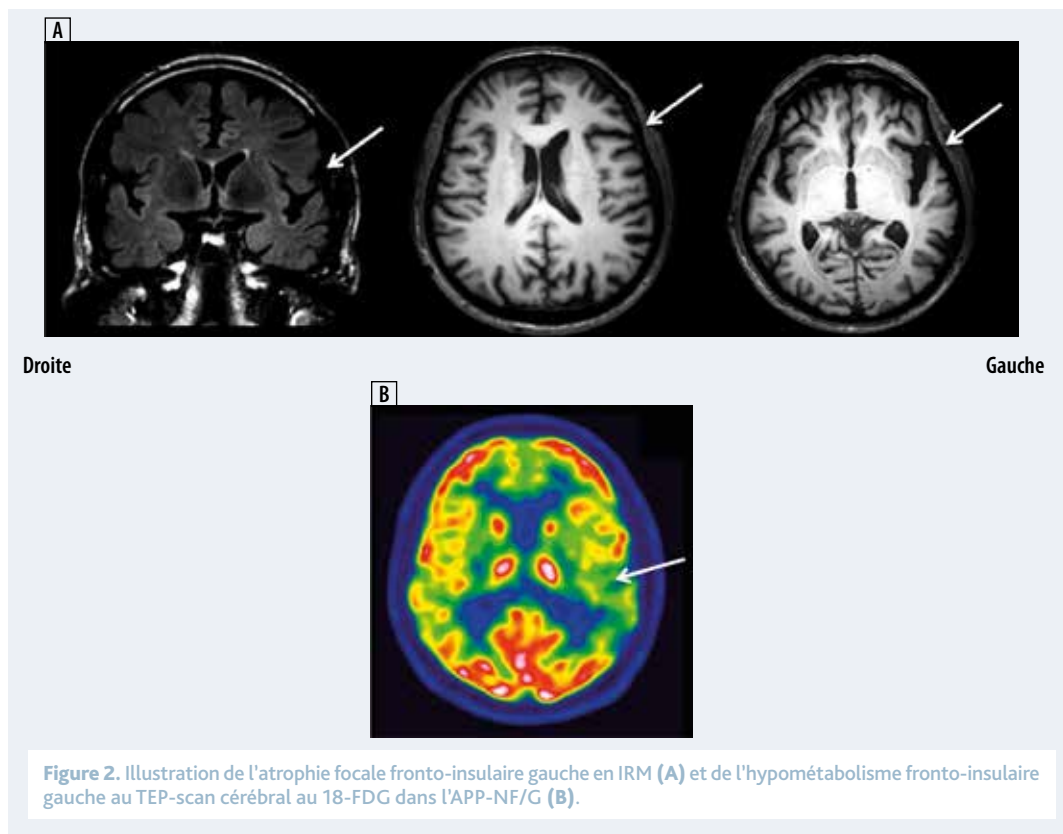 A
Droite
Gauche
B
Figure 2. Illustration de l'atrophie focale fronto-insulaire gauche en IRM (A) et de l'hypométabolisme fronto-insulaire
gauche au TEP-scan cérébral au 18-FDG dans l'APP-NF/G (B).